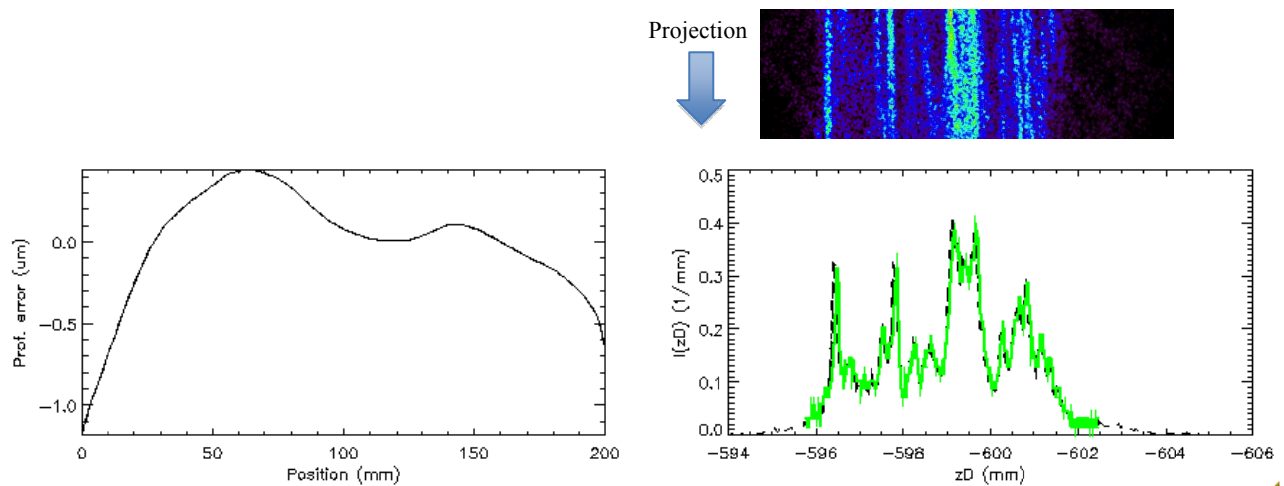 Projection
0.0
−0.5
−1.0
Prof. error (um)
0 50 100 150 200
Position (mm)
0.5
0.4
0.3
0.2
0.1
0.0
I(zD) (1/mm)
−594 −596 −598 −600 −602 −604 −606
zD (mm)